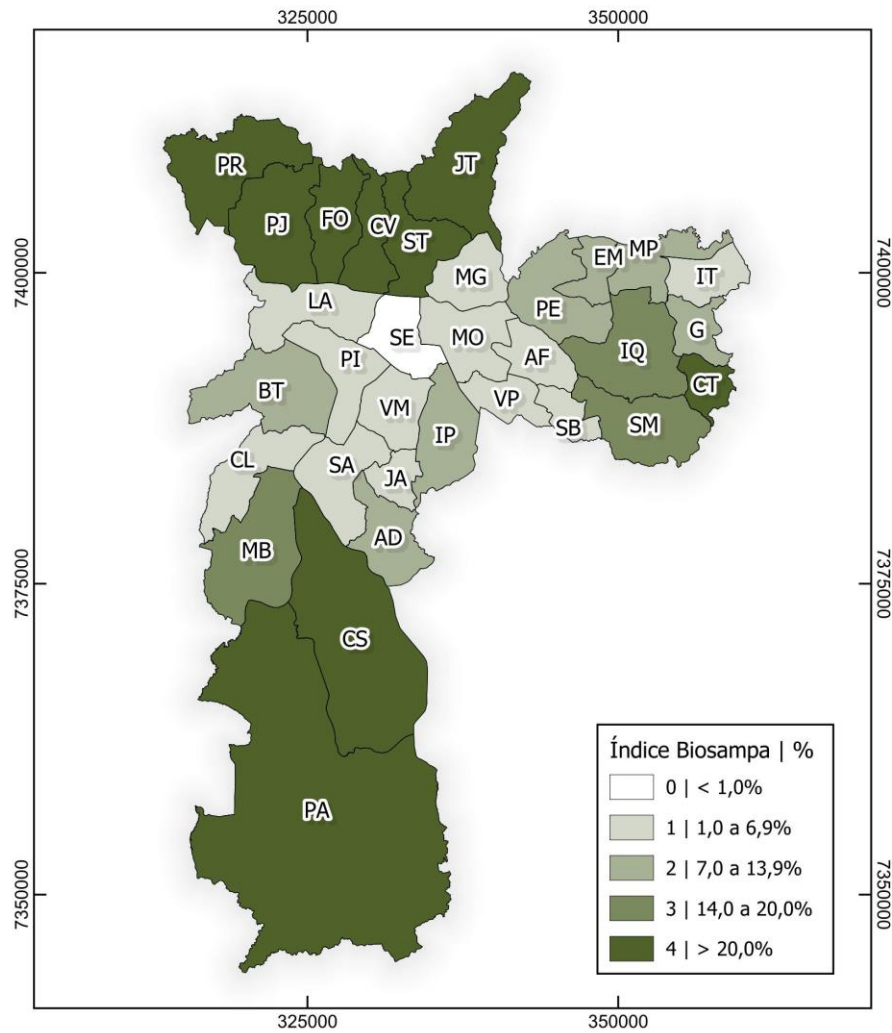 325000
350000
PR
JT
PJ
FO
CV
ST
7400000
7400000
MG
EM
MP
IT
LA
PE
G
SE
MO
AF
IQ
PI
BT
CT
VP
VM
SB
SM
IP
CL
SA
JA
AD
MB
7375000
7375000
CS
PA
Índice Biosampa | %
0 | < 1,0%
1 | 1,0 a 6,9%
2 | 7,0 a 13,9%
3 | 14,0 a 20,0%
4 | > 20,0%
7350000
7350000
325000
350000